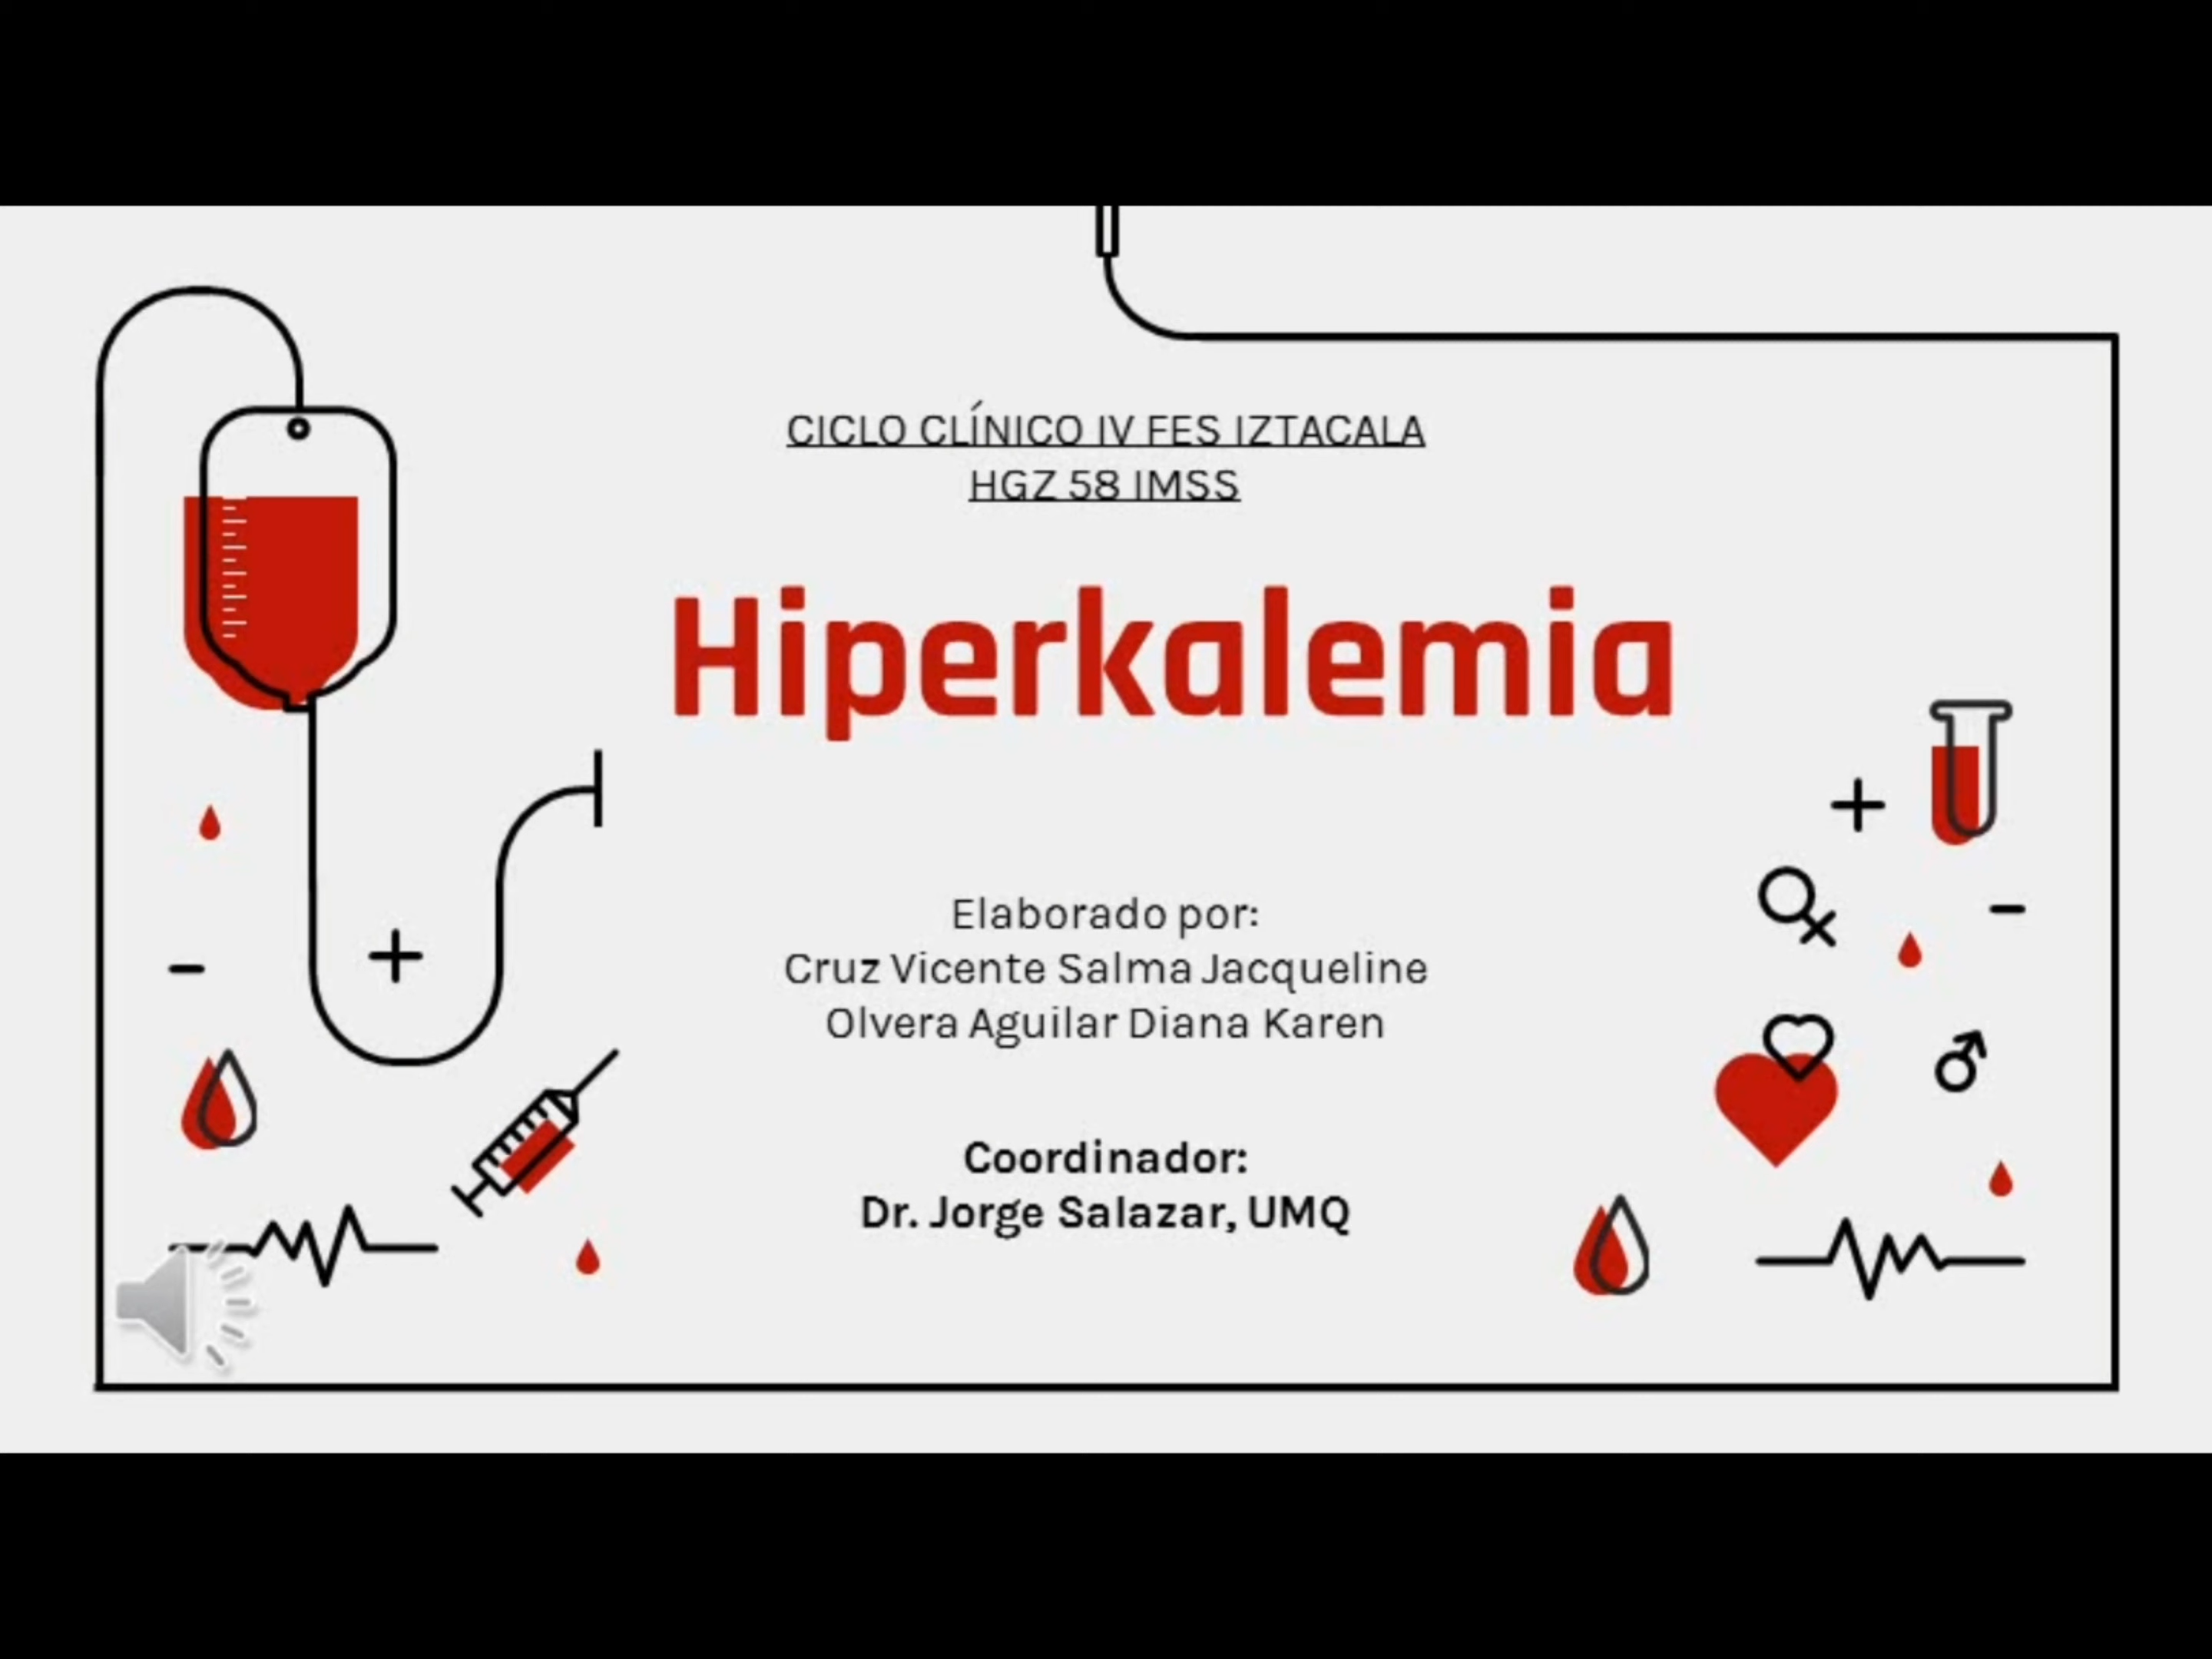 CICLO CLÍNICO IV FES IZTACALA
HGZ 58 IMSS
Hiperkalemia
Elaborado por:
Cruz Vicente Salma Jacqueline
Olvera Aguilar Diana Karen
Coordinador:
Dr. Jorge Salazar, UMQ